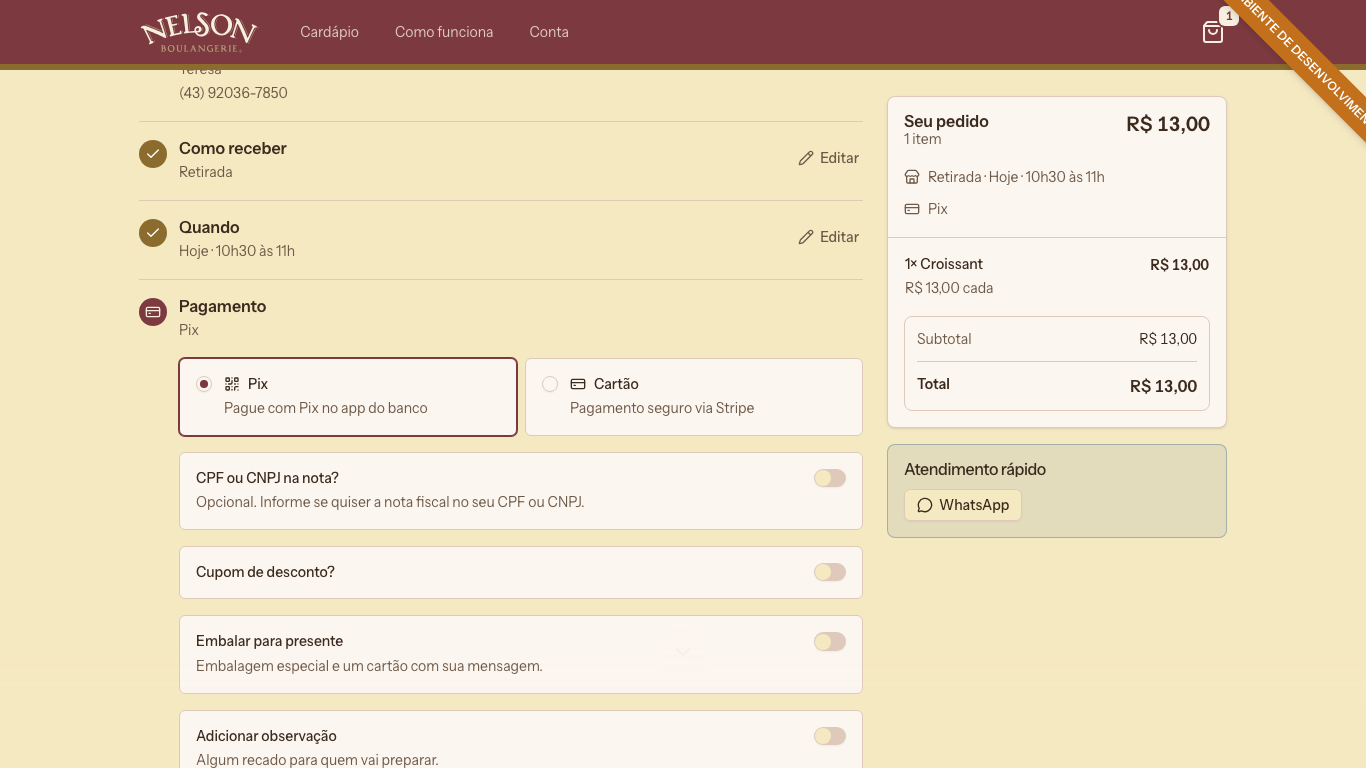 NELSON
BOULANGERIE.
Cardápio
Como funciona
Conta
1
AMBIENTE DE DESENVOLVIMEN
Teresa
(43) 92036-7850
Como receber
Retirada
Editar
Quando
Hoje · 10h30 às 11h
Editar
Pagamento
Pix
Pix
Pague com Pix no app do banco
Cartão
Pagamento seguro via Stripe
CPF ou CNPJ na nota?
Opcional. Informe se quiser a nota fiscal no seu CPF ou CNPJ.
Cupom de desconto?
Embalar para presente
Embalagem especial e um cartão com sua mensagem.
Adicionar observação
Algum recado para quem vai preparar.
Seu pedido
R$ 13,00
1 item
Retirada · Hoje · 10h30 às 11h
Pix
1× Croissant
R$ 13,00
R$ 13,00 cada
Subtotal
R$ 13,00
Total
R$ 13,00
Atendimento rápido
WhatsApp